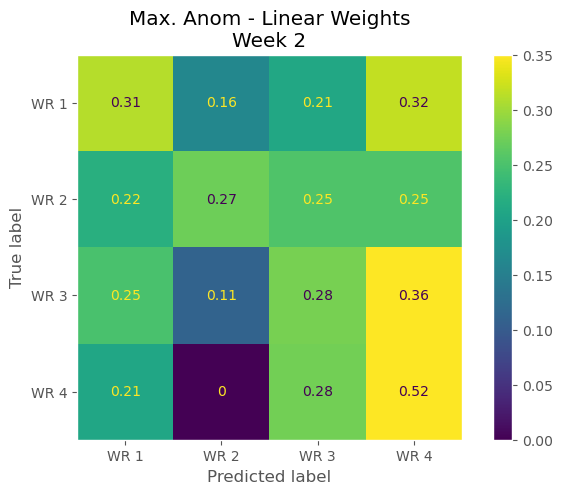 Max. Anom - Linear Weights
Week 2
WR 1 0.31 0.16 0.21 0.32
WR 2 0.22 0.27 0.25 0.25
WR 3 0.25 0.11 0.28 0.36
WR 4 0.21 0 0.28 0.52
WR 1 WR 2 WR 3 WR 4
Predicted label
True label
0.35
0.30
0.25
0.20
0.15
0.10
0.05
0.00